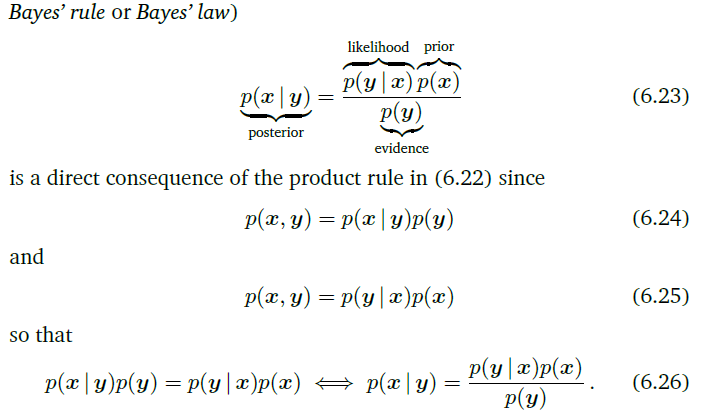 Bayes' rule or Bayes' law)
likelihood prior
p(x | y) = p(y | x) p(x) / p(y) (6.23)
posterior
evidence
is a direct consequence of the product rule in (6.22) since
p(x, y) = p(x | y)p(y) (6.24)
and
p(x, y) = p(y | x)p(x) (6.25)
so that
p(x | y)p(y) = p(y | x)p(x) ⟺ p(x | y) = p(y | x)p(x) / p(y) . (6.26)